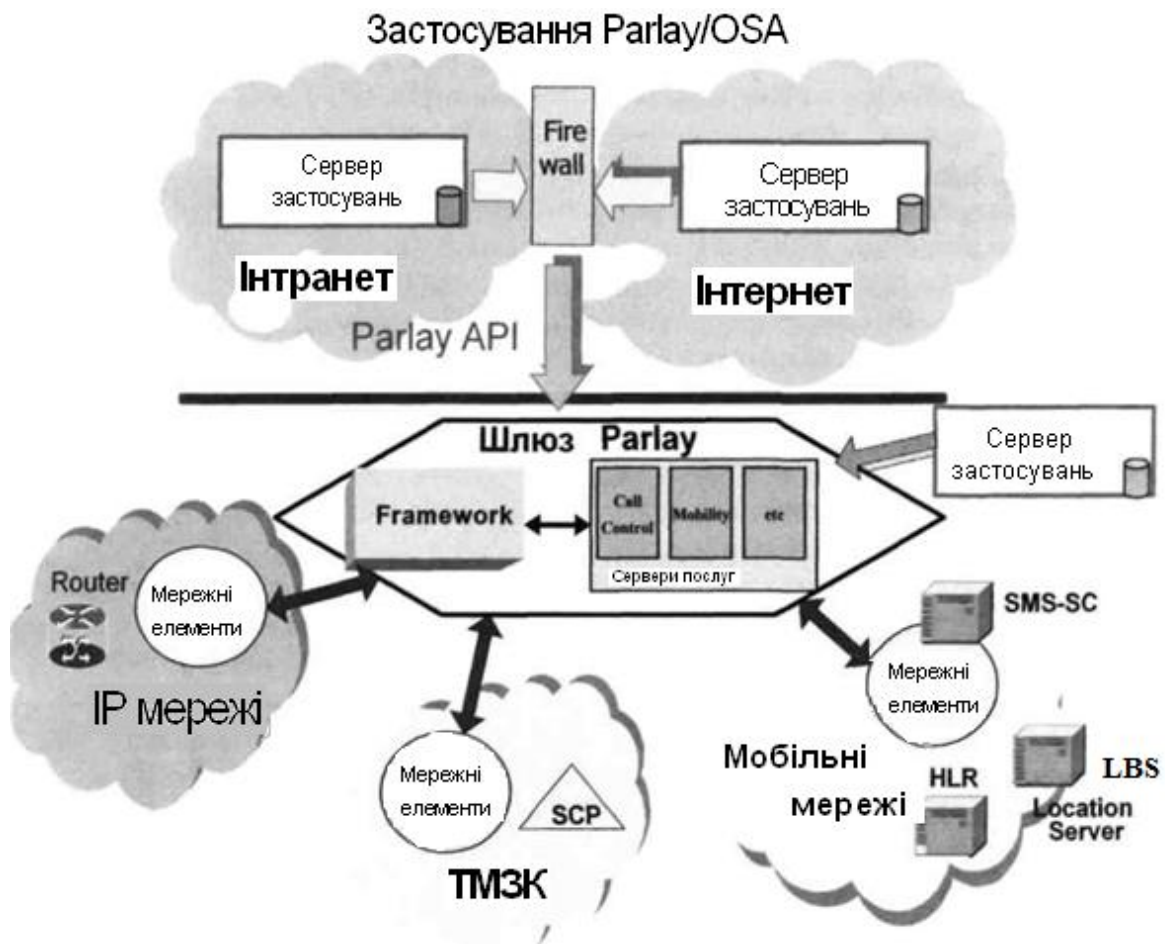 Застосування Parlay/OSA
Fire
wall
Сервер
застосувань
Сервер
застосувань
Інтранет
Інтернет
Parlay API
Шлюз Parlay
Сервер
застосувань
Framework
Call
Control
Mobility
etc
Сервери послуг
Router
Мережні
елементи
IP мережі
SMS-SC
Мережні
елементи
Мобільні
мережі
HLR
LBS
Location
Server
Мережні
елементи
SCP
ТМЗК